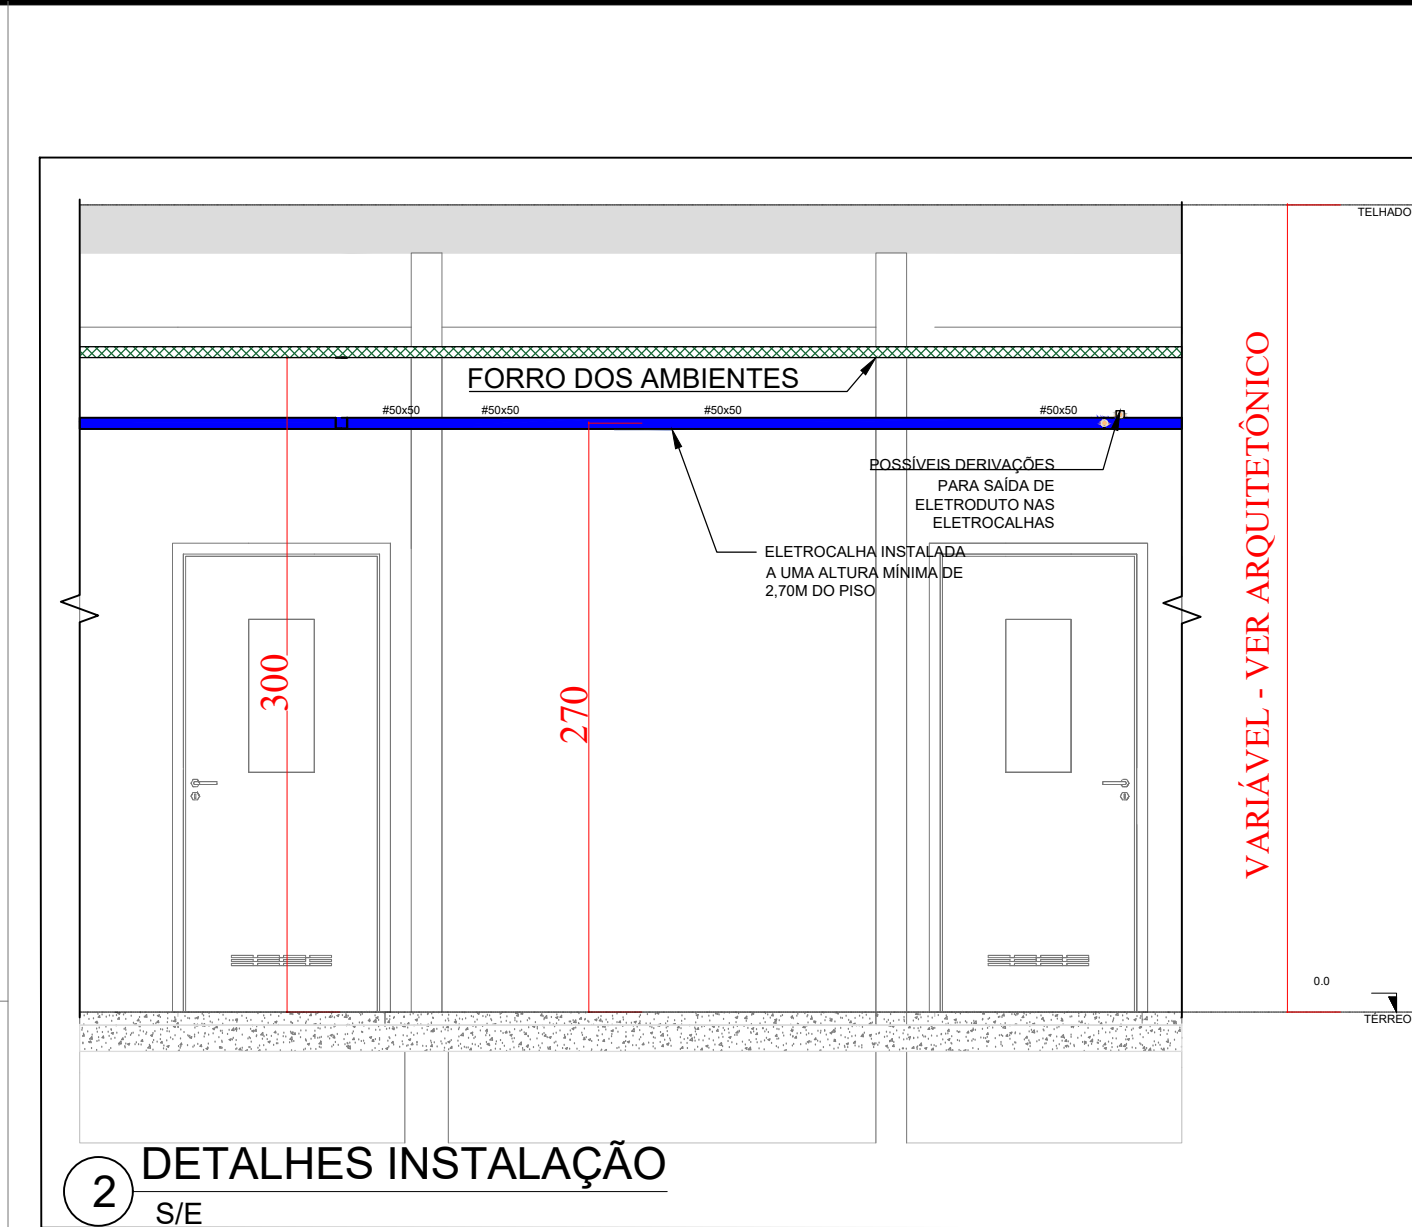 TELHADO
FORRO DOS AMBIENTES
#50x50
#50x50
#50x50
#50x50
POSSÍVEIS DERIVAÇÕES
PARA SAÍDA DE
ELETRODUTO NAS
ELETROCALHAS
ELETROCALHA INSTALADA
A UMA ALTURA MÍNIMA DE
2,70M DO PISO
300
270
VARIÁVEL - VER ARQUITETÔNICO
0.0
TÉRREO
2
DETALHES INSTALAÇÃO
S/E